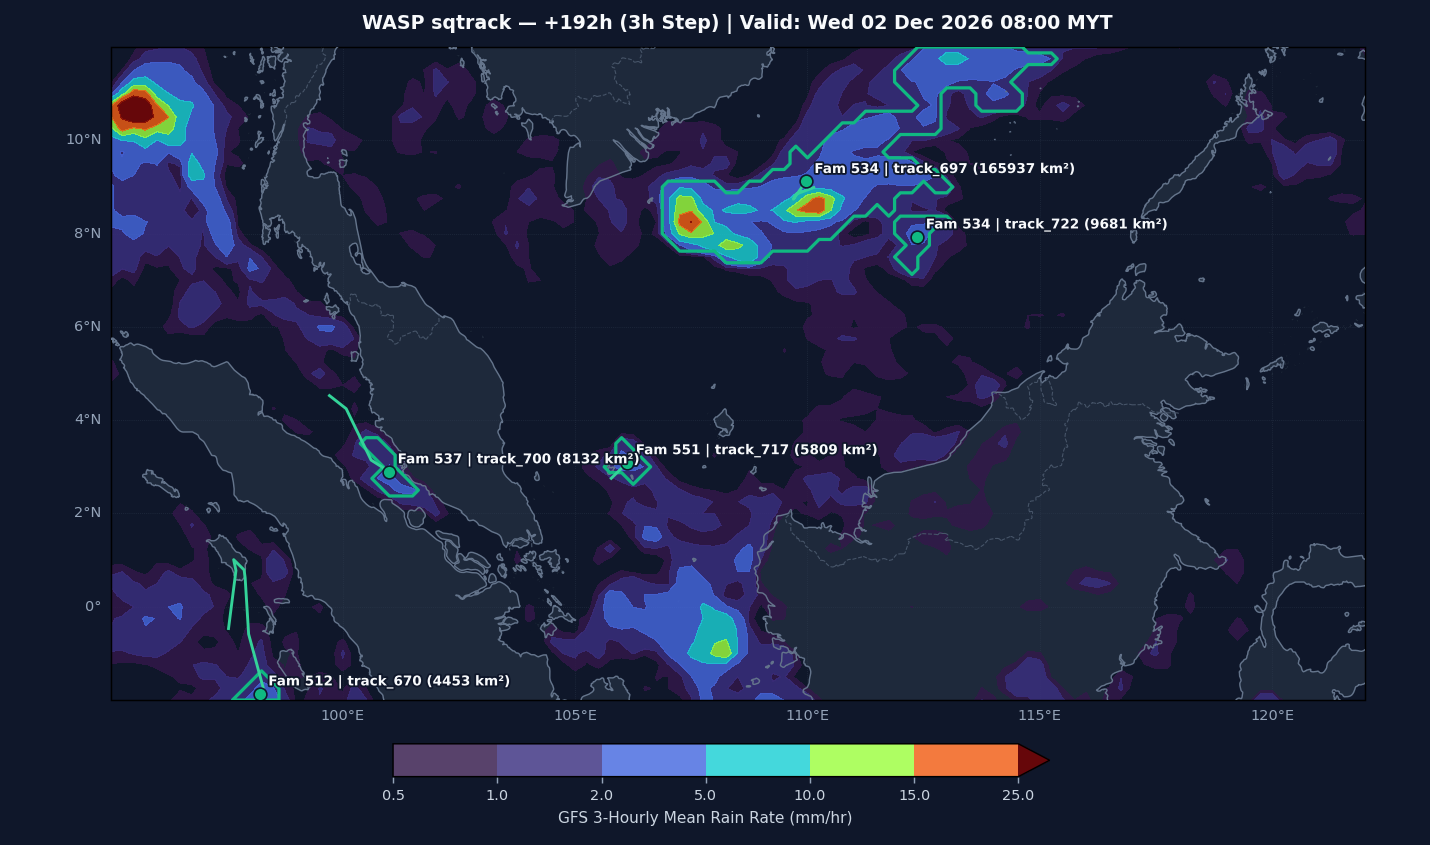 WASP sqtrack — +192h (3h Step) | Valid: Wed 02 Dec 2026 08:00 MYT
10°N
8°N
6°N
4°N
2°N
0°
Fam 534 | track_697 (165937 km²)
Fam 534 | track_722 (9681 km²)
Fam 551 | track_717 (5809 km²)
Fam 537 | track_700 (8132 km²)
Fam 512 | track_670 (4453 km²)
100°E 105°E 110°E 115°E 120°E
0.5 1.0 2.0 5.0 10.0 15.0 25.0
GFS 3-Hourly Mean Rain Rate (mm/hr)